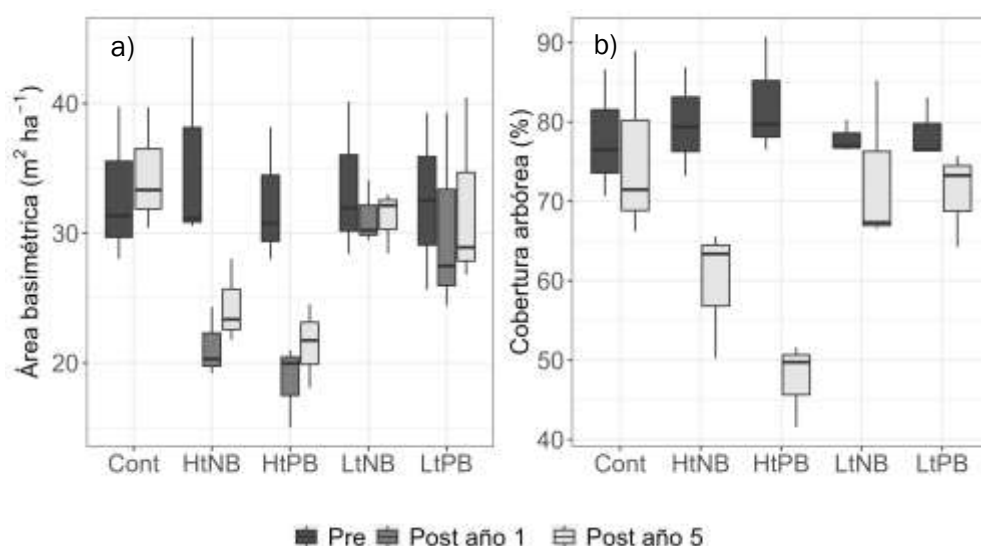 a)
Área basimétrica (m² ha⁻¹)
40
30
20
Cont HtNB HtPB LtNB LtPB
b)
Cobertura arbórea (%)
90
80
70
60
50
40
Cont HtNB HtPB LtNB LtPB
Pre Post año 1 Post año 5